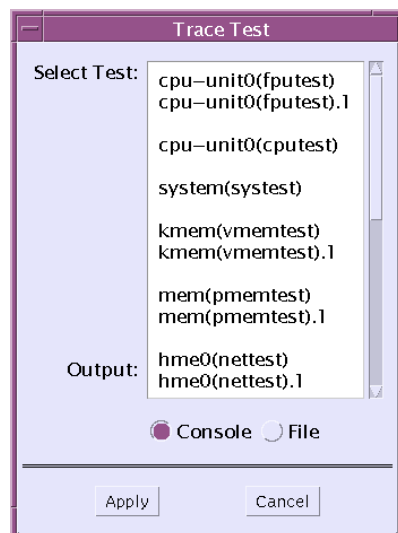 Trace Test
Select Test:
cpu-unit0(fputest)
cpu-unit0(fputest).1
cpu-unit0(cputest)
system(systest)
kmem(vmemtest)
kmem(vmemtest).1
mem(pmemtest)
mem(pmemtest).1
hme0(nettest)
hme0(nettest).1
Output:
Console File
Apply Cancel